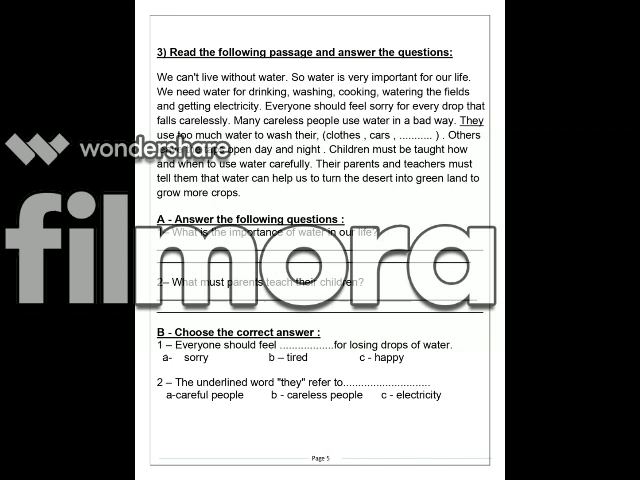 3) Read the following passage and answer the questions:
We can't live without water. So water is very important for our life.
We need water for drinking, washing, cooking, watering the fields
and getting electricity. Everyone should feel sorry for every drop that
falls carelessly. Many careless people use water in a bad way. They
use too much water to wash their, (clothes , cars , ........... ) . Others
open day and night . Children must be taught how
wondershare
and when to use water carefully. Their parents and teachers must
tell them that water can help us to turn the desert into green land to
grow more crops.
A - Answer the following questions :
1- What is the importance of water in our life?
filmora
2– What must parents teach their children?
B - Choose the correct answer :
1 – Everyone should feel ..................for losing drops of water.
a- sorry b – tired c - happy
2 – The underlined word "they" refer to.............................
a-careful people b - careless people c - electricity
Page 5